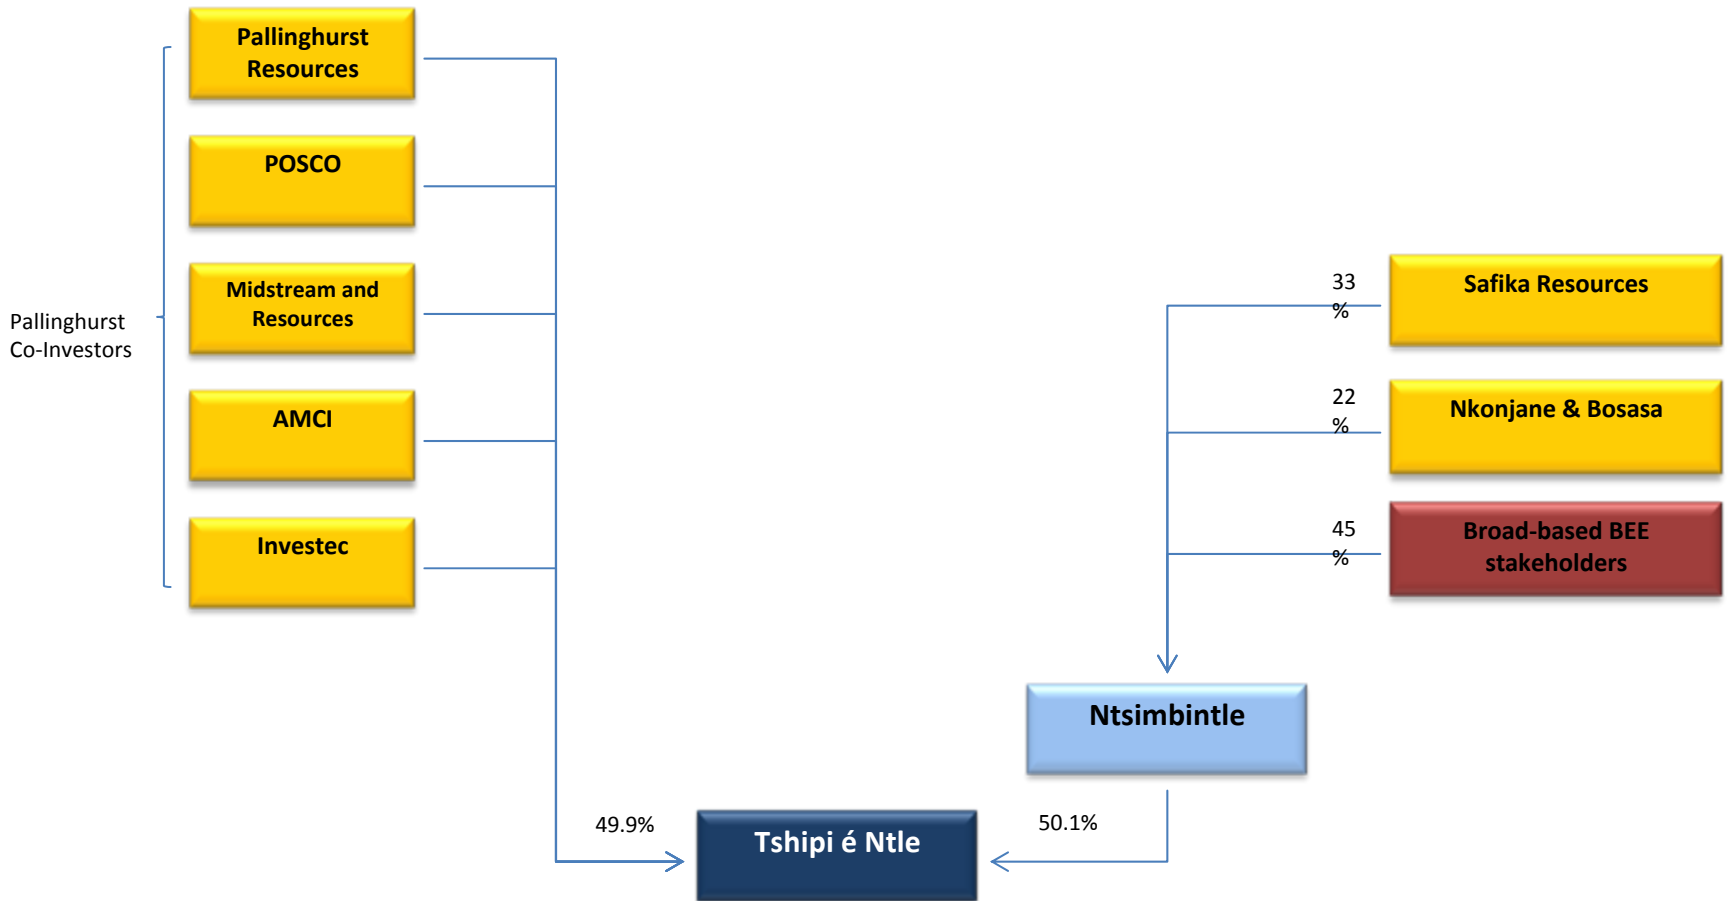 Pallinghurst
Resources
POSCO
Midstream and
Resources
AMCI
Investec
Pallinghurst
Co-Investors
33
%
Safika Resources
22
%
Nkonjane & Bosasa
45
%
Broad-based BEE
stakeholders
Ntsimbintle
49.9%
Tshipi é Ntle
50.1%